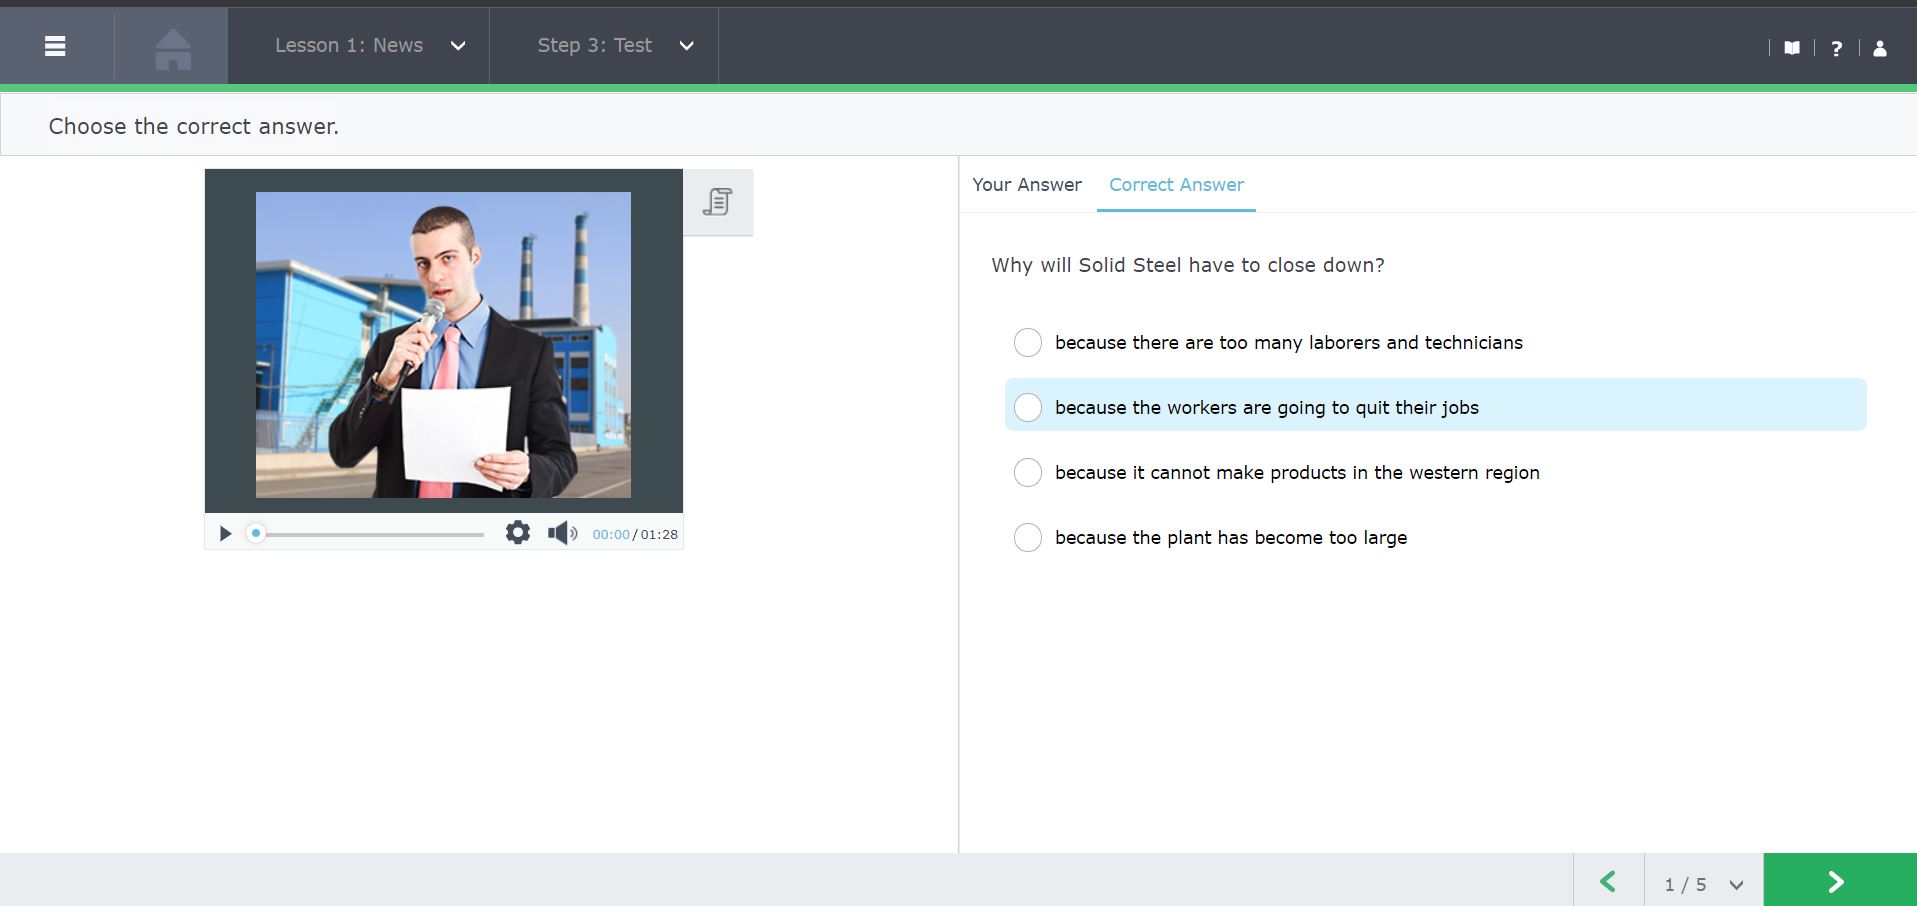 Lesson 1: News
Step 3: Test
?
Choose the correct answer.
Your Answer
Correct Answer
Why will Solid Steel have to close down?
because there are too many laborers and technicians
because the workers are going to quit their jobs
because it cannot make products in the western region
because the plant has become too large
00:00/01:28
1 / 5